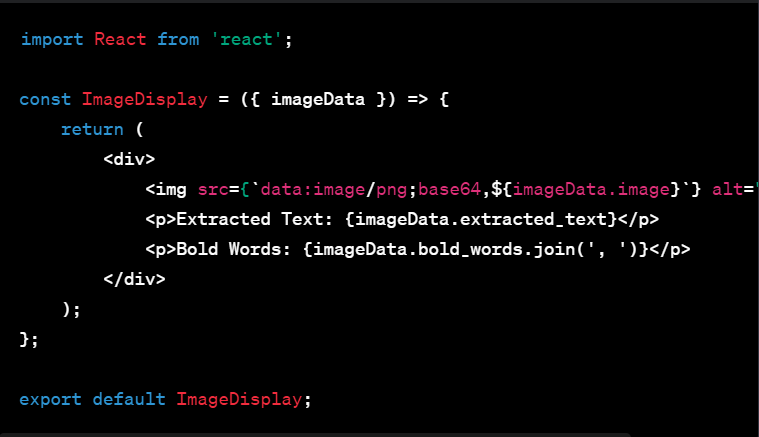 import React from 'react';
const ImageDisplay = ({ imageData }) => {
return (
<div>
<img src={`data:image/png;base64,${imageData.image}`} alt="
<p>Extracted Text: {imageData.extracted_text}</p>
<p>Bold Words: {imageData.bold_words.join(', ')}</p>
</div>
);
};
export default ImageDisplay;